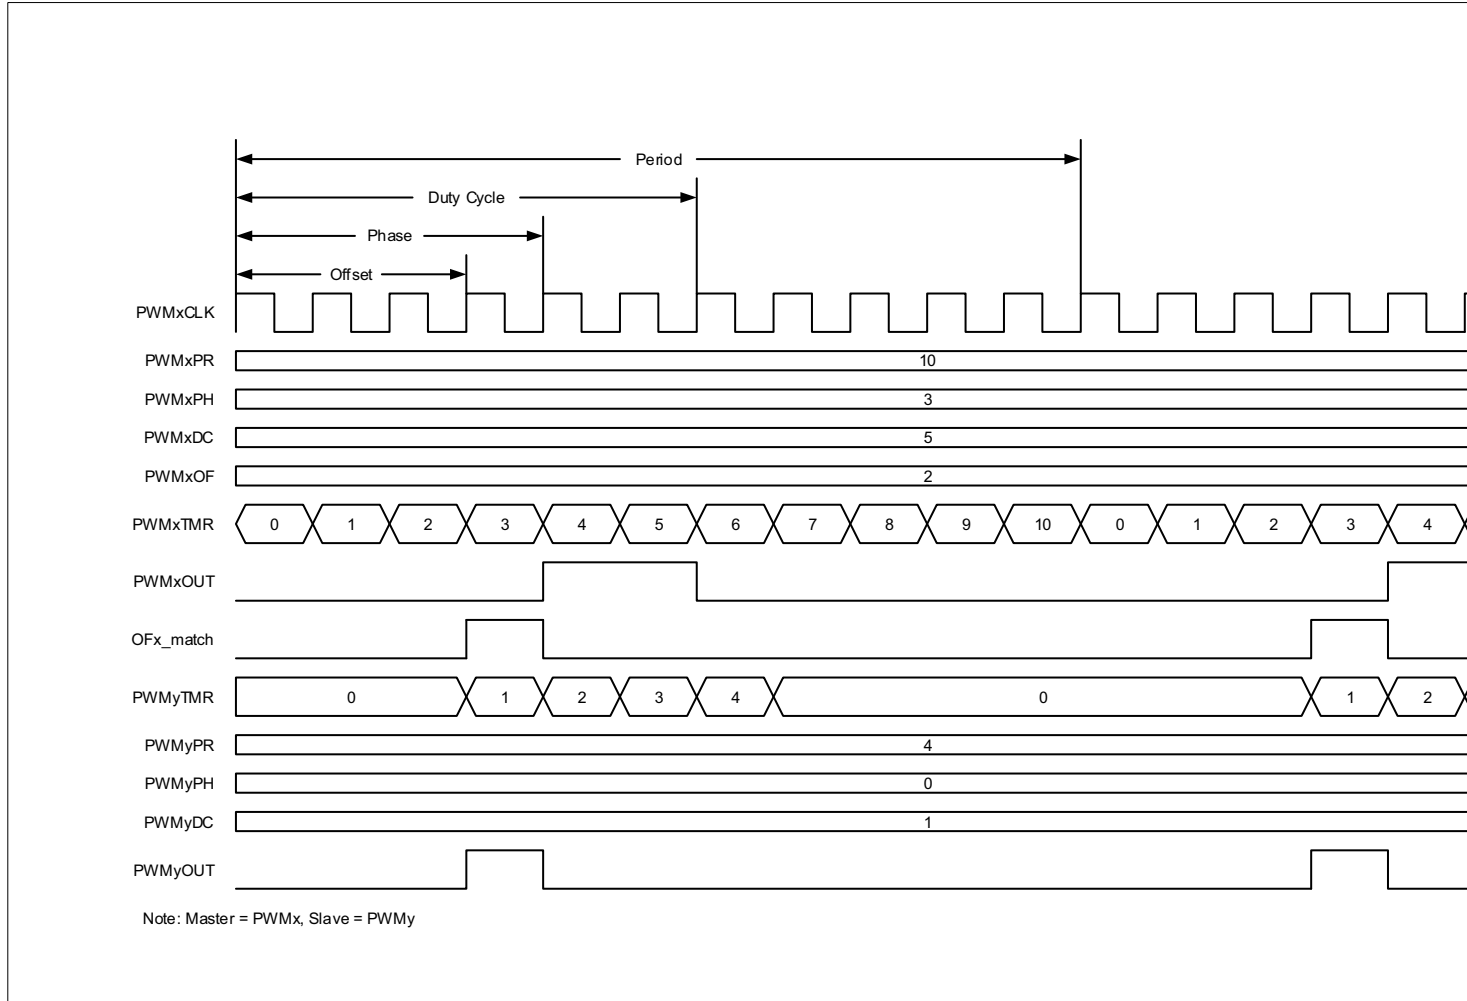 Period
Duty Cycle
Phase
Offset
PWMxCLK
PWMxPR 10
PWMxPH 3
PWMxDC 5
PWMxOF 2
PWMxTMR 0 1 2 3 4 5 6 7 8 9 10 0 1 2 3 4
PWMxOUT
OFx_match
PWMyTMR 0 1 2 3 4 0 1 2
PWMyPR 4
PWMyPH 0
PWMyDC 1
PWMyOUT
Note: Master = PWMx, Slave = PWMy